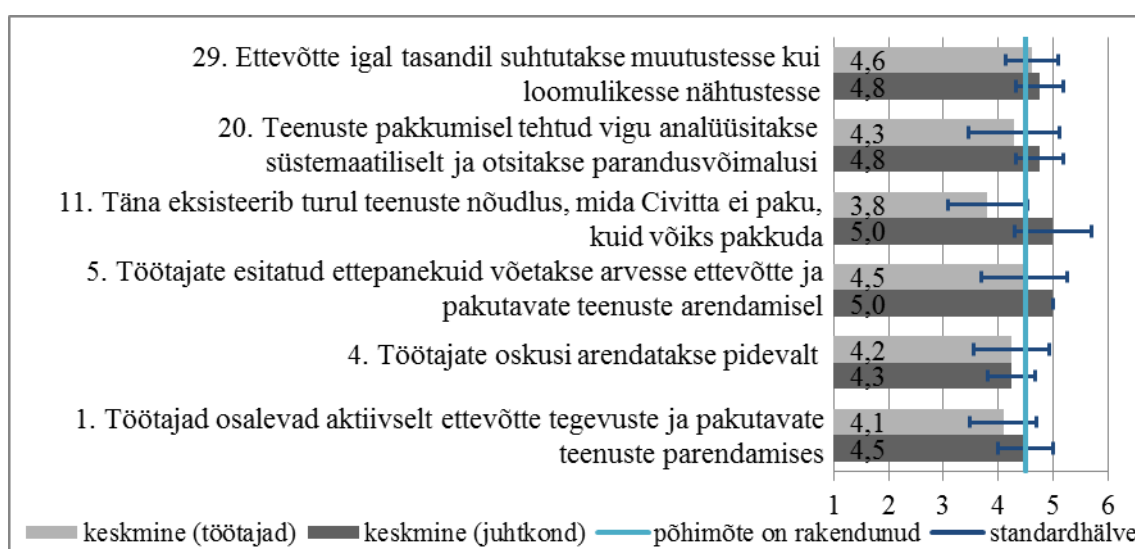 29. Ettevõtte igal tasandil suhtutakse muutustesse kui
loomulikesse nähtustesse
4,6
4,8
20. Teenuste pakkumisel tehtud vigu analüüsitakse
süstemaatiliselt ja otsitakse parandusvõimalusi
4,3
4,8
11. Täna eksisteerib turul teenuste nõudlus, mida Civitta ei paku,
kuid võiks pakkuda
3,8
5,0
5. Töötajate esitatud ettepanekuid võetakse arvesse ettevõtte ja
pakutavate teenuste arendamisel
4,5
5,0
4. Töötajate oskusi arendatakse pidevalt
4,2
4,3
1. Töötajad osalevad aktiivselt ettevõtte tegevuste ja pakutavate
teenuste parendamises
4,1
4,5
1 2 3 4 5 6
keskmine (töötajad) keskmine (juhtkond) põhimõte on rakendunud standardhälve